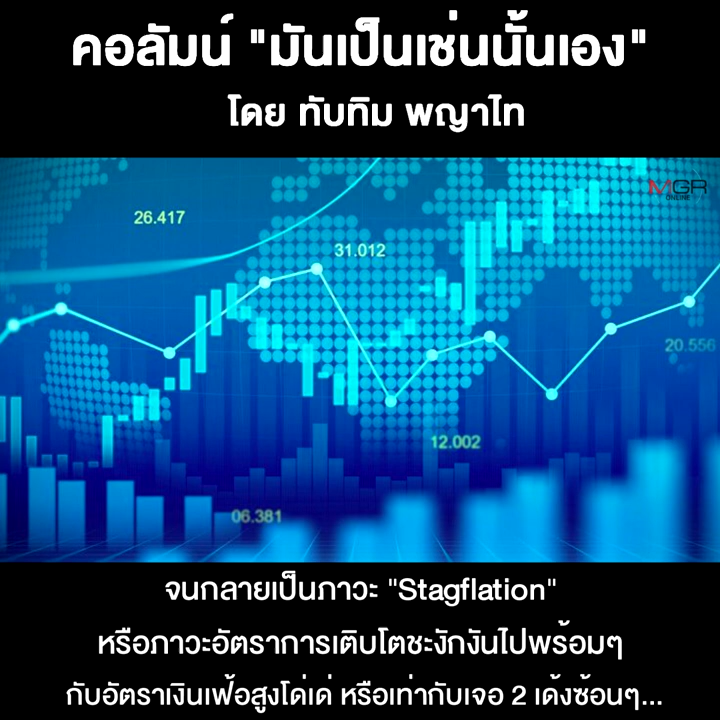 คอลัมน์ "มันเป็นเช่นนั้นเอง"
โดย ทับทิม พญาไท
MGR
ONLINE
26.417
31.012
20.556
12.002
06.381
จนกลายเป็นภาวะ "Stagflation"
หรือภาวะอัตราการเติบโตชะงักงันไปพร้อมๆ
กับอัตราเงินเฟ้อสูงโด่เด่ หรือเท่ากับเจอ 2 เด้งซ้อนๆ...